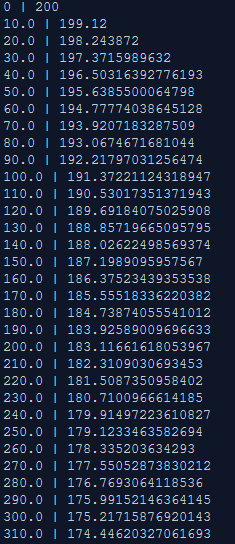 0 | 200
10.0 | 199.12
20.0 | 198.243872
30.0 | 197.3715989632
40.0 | 196.50316392776193
50.0 | 195.6385500064798
60.0 | 194.77774038645128
70.0 | 193.9207183287509
80.0 | 193.0674671681044
90.0 | 192.21797031256474
100.0 | 191.37221124318947
110.0 | 190.53017351371943
120.0 | 189.69184075025908
130.0 | 188.85719665095795
140.0 | 188.02622498569374
150.0 | 187.1989095957567
160.0 | 186.37523439353538
170.0 | 185.55518336220382
180.0 | 184.73874055541012
190.0 | 183.92589009696633
200.0 | 183.11661618053967
210.0 | 182.3109030693453
220.0 | 181.5087350958402
230.0 | 180.7100966614185
240.0 | 179.91497223610827
250.0 | 179.1233463582694
260.0 | 178.335203634293
270.0 | 177.55052873830212
280.0 | 176.7693064118536
290.0 | 175.99152146364145
300.0 | 175.21715876920143
310.0 | 174.44620327061693